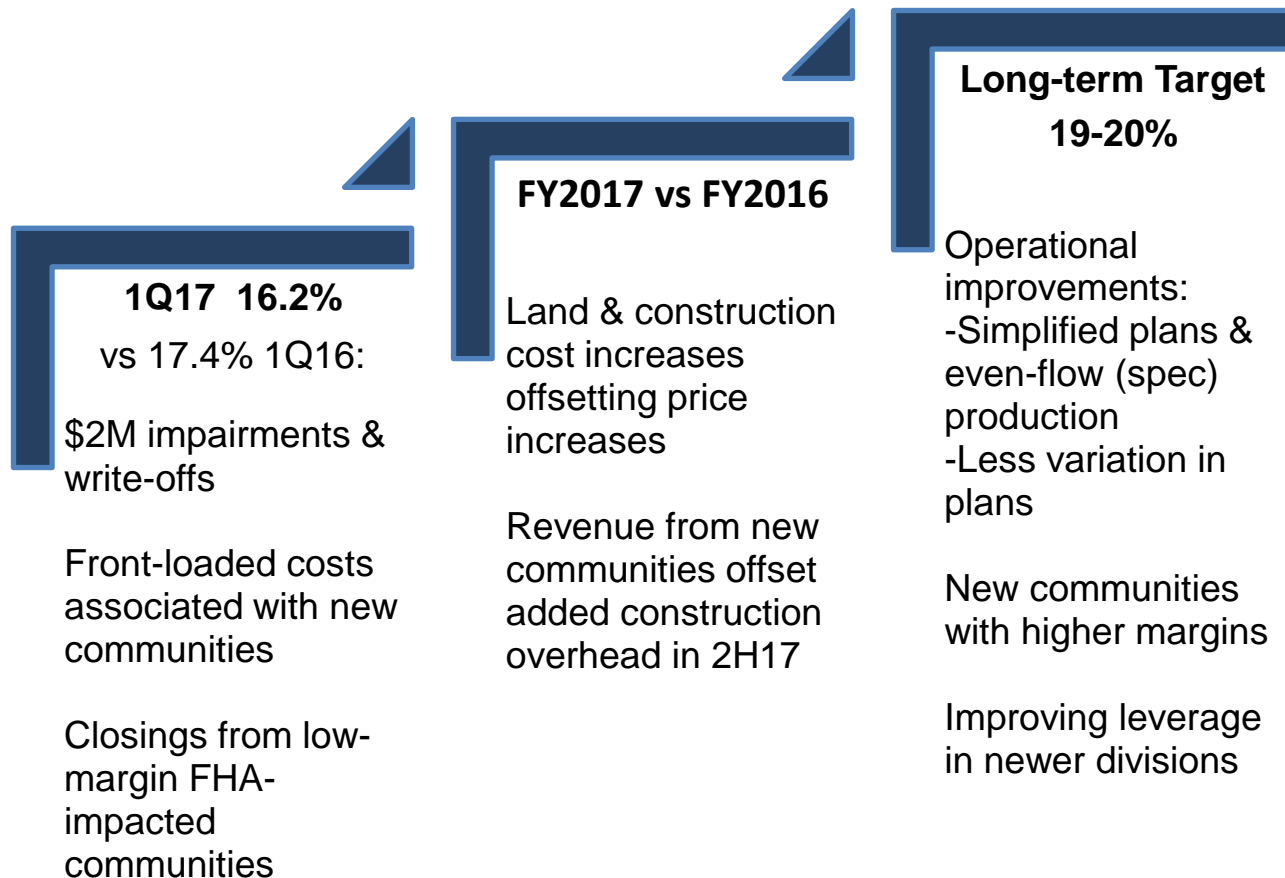 1Q17 16.2%
vs 17.4% 1Q16:
$2M impairments &
write-offs
Front-loaded costs
associated with new
communities
Closings from low-
margin FHA-
impacted
communities
FY2017 vs FY2016
Land & construction
cost increases
offsetting price
increases
Revenue from new
communities offset
added construction
overhead in 2H17
Long-term Target
19-20%
Operational
improvements:
-Simplified plans &
even-flow (spec)
production
-Less variation in
plans
New communities
with higher margins
Improving leverage
in newer divisions